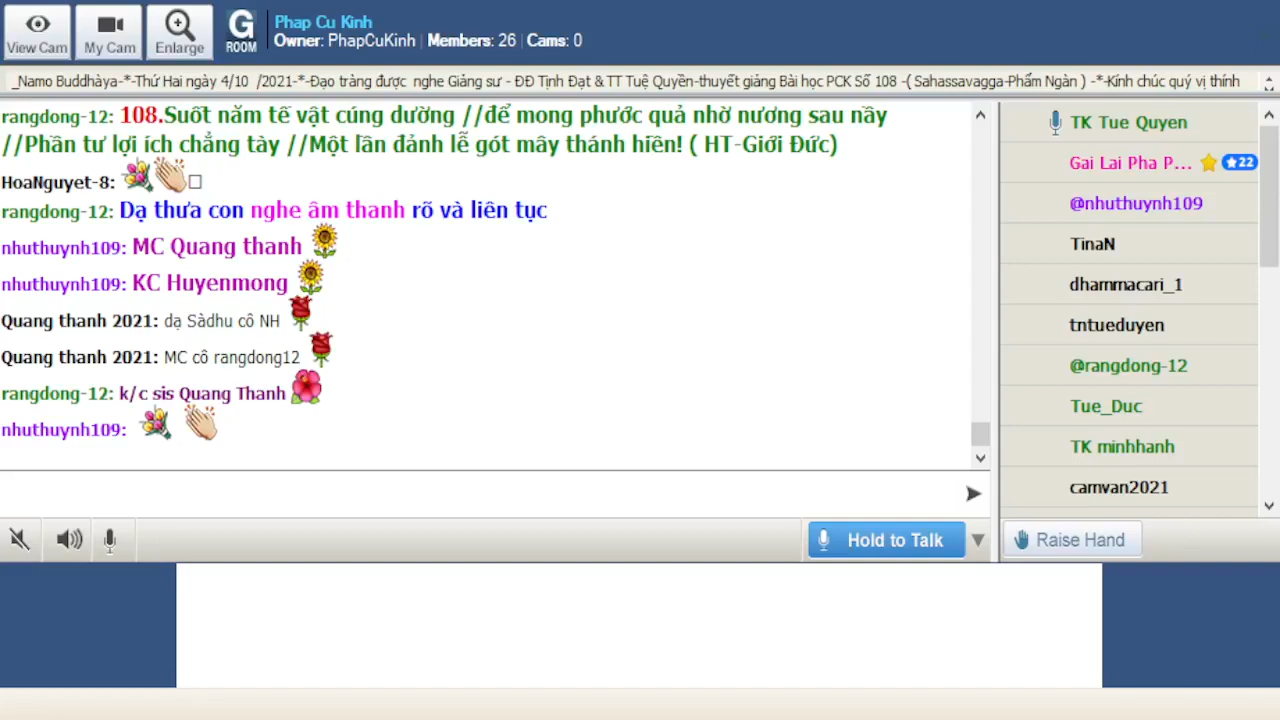 View Cam
My Cam
Enlarge
G
ROOM
Phap Cu Kinh
Owner: PhapCuKinh | Members: 26 | Cams: 0
_Namo Buddhàya-*-Thứ Hai ngày 4/10 /2021-*-Đạo tràng được nghe Giảng sư - ĐĐ Tịnh Đạt & TT Tuệ Quyền-thuyết giảng Bài học PCK Số 108 -( Sahassavagga-Phẩm Ngàn ) -*-Kính chúc quý vị thính
rangdong-12: 108.Suốt năm tế vật cúng dường //để mong phước quả nhờ nương sau nầy
//Phần tư lợi ích chẳng tày //Một lần đảnh lễ gót mây thánh hiền! ( HT-Giới Đức)
HoaNguyet-8:
rangdong-12: Dạ thưa con nghe âm thanh rõ và liên tục
nhuthuynh109: MC Quang thanh
nhuthuynh109: KC Huyenmong
Quang thanh 2021: dạ Sàdhu cô NH
Quang thanh 2021: MC cô rangdong12
rangdong-12: k/c sis Quang Thanh
nhuthuynh109:
TK Tue Quyen
Gai Lai Pha P... 22
@nhuthuynh109
TinaN
dhammacari_1
tntueduyen
@rangdong-12
Tue_Duc
TK minhhanh
camvan2021
Hold to Talk
Raise Hand